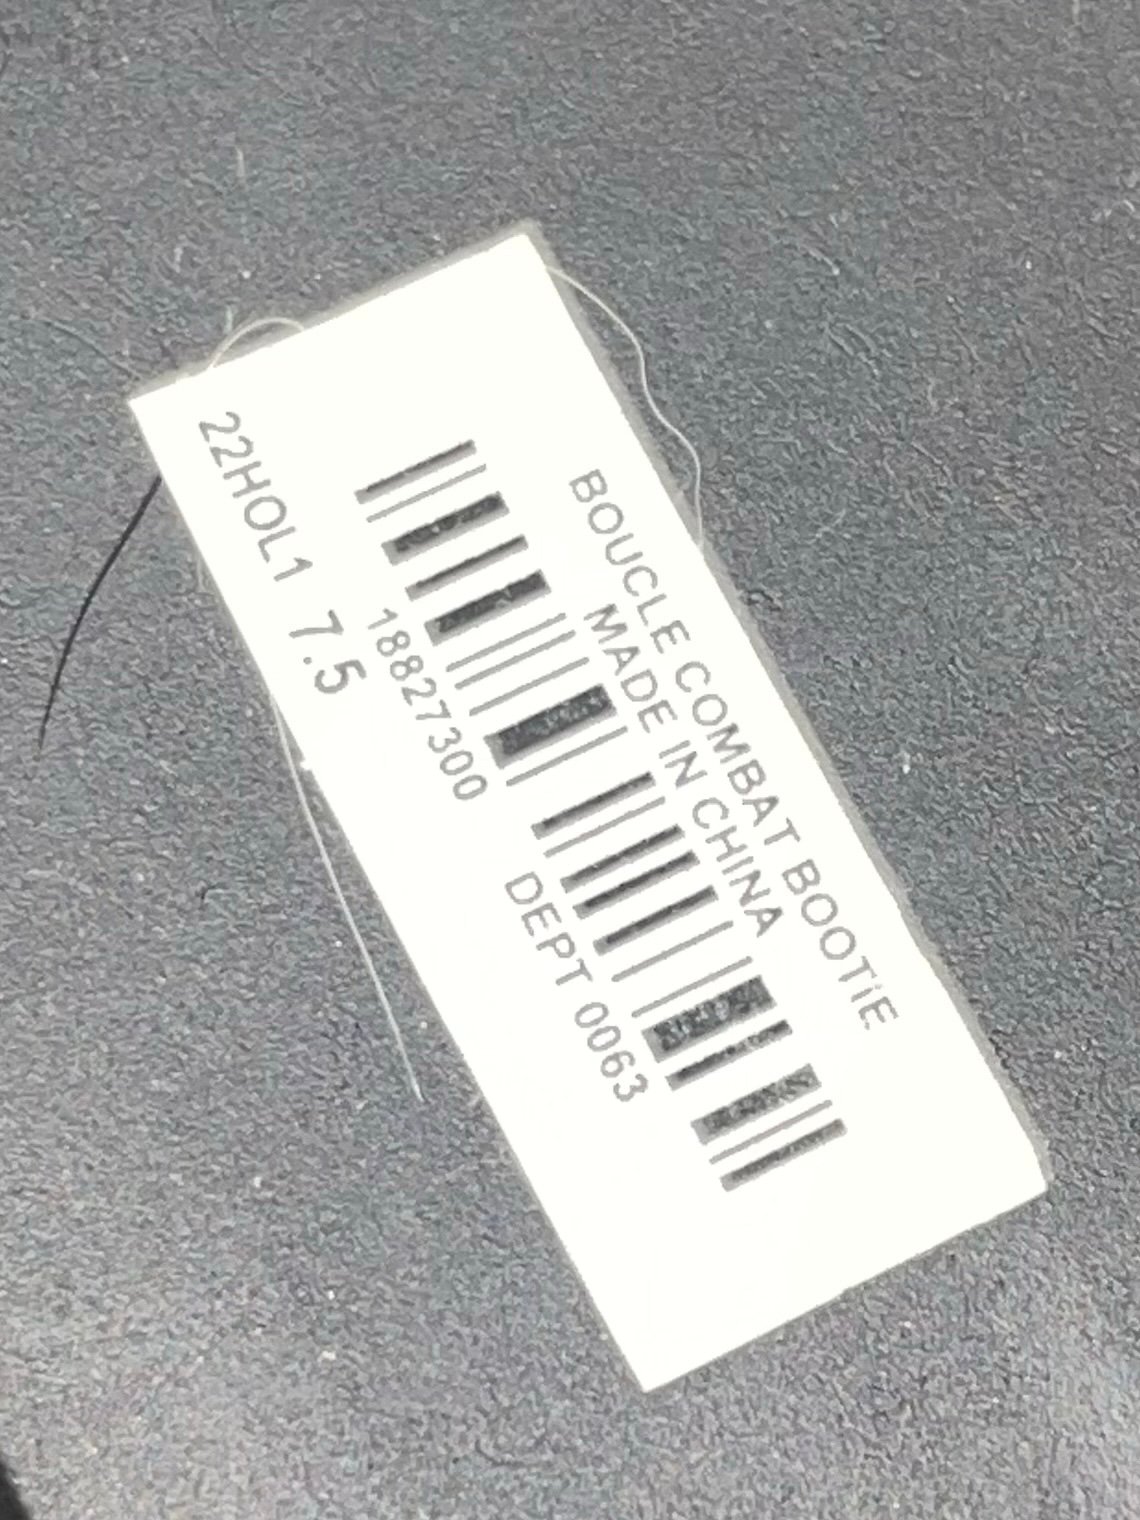 BOUCLE COMBAT BOOTIE
MADE IN CHINA
18827300 DEPT 0063
22HOL1 7.5